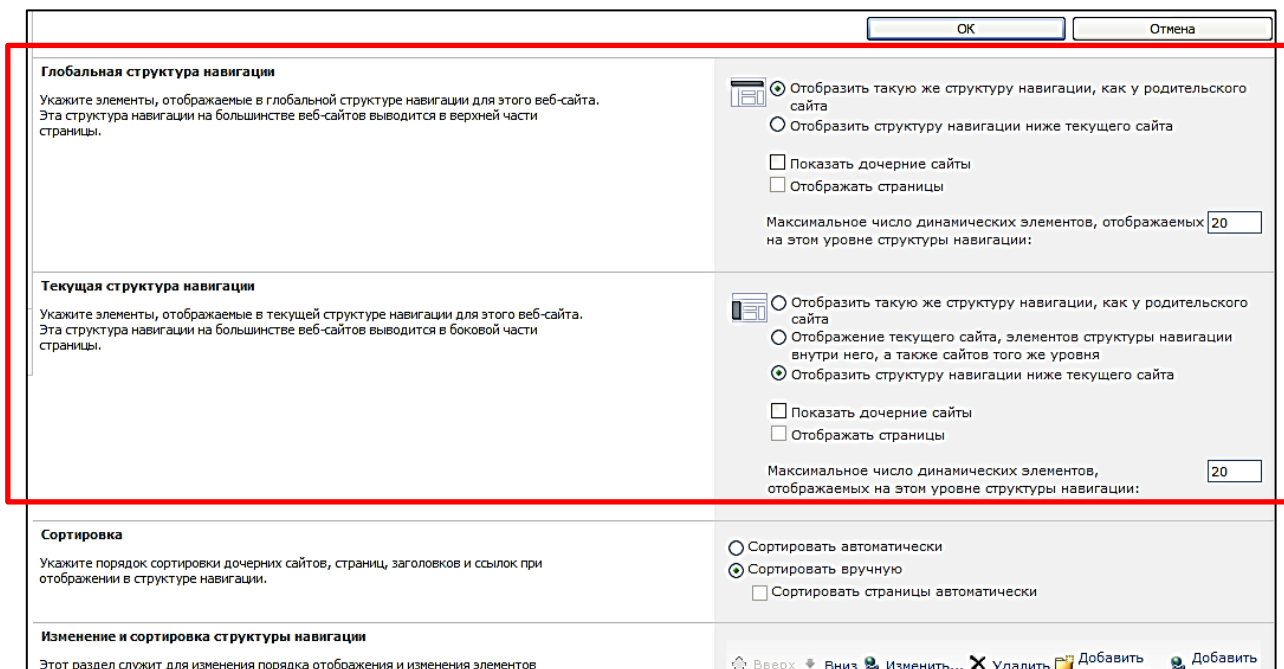 ОК Отмена
Глобальная структура навигации
Укажите элементы, отображаемые в глобальной структуре навигации для этого веб-сайта.
Эта структура навигации на большинстве веб-сайтов выводится в верхней части
страницы.
Отобразить такую же структуру навигации, как у родительского
сайта
Отобразить структуру навигации ниже текущего сайта
Показать дочерние сайты
Отображать страницы
Максимальное число динамических элементов, отображаемых 20
на этом уровне структуры навигации:
Текущая структура навигации
Укажите элементы, отображаемые в текущей структуре навигации для этого веб-сайта.
Эта структура навигации на большинстве веб-сайтов выводится в боковой части
страницы.
Отобразить такую же структуру навигации, как у родительского
сайта
Отображение текущего сайта, элементов структуры навигации
внутри него, а также сайтов того же уровня
Отобразить структуру навигации ниже текущего сайта
Показать дочерние сайты
Отображать страницы
Максимальное число динамических элементов, 20
отображаемых на этом уровне структуры навигации:
Сортировка
Укажите порядок сортировки дочерних сайтов, страниц, заголовков и ссылок при
отображении в структуре навигации.
Сортировать автоматически
Сортировать вручную
Сортировать страницы автоматически
Изменение и сортировка структуры навигации
Этот раздел служит для изменения порядка отображения и изменения элементов
Вверх Вниз Изменить... Удалить Добавить Добавить